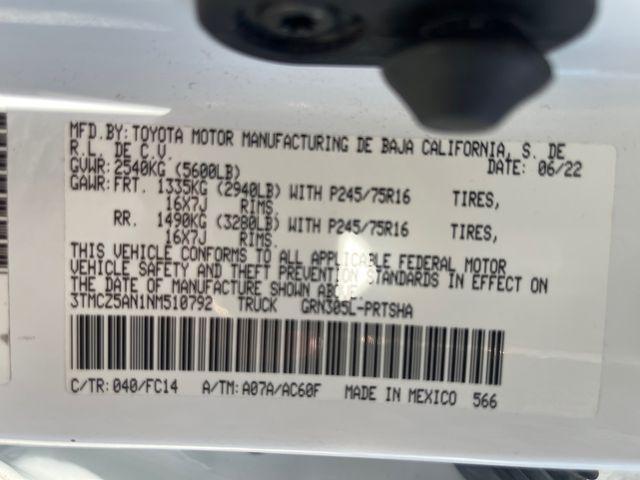 MFD.BY:TOYOTA MOTOR MANUFACTURING DE BAJA CALIFORNIA, S. DE
R.L. DE C.V. DATE: 06/22
GVWR: 2540KG (5600LB)
GAWR: FRT. 1335KG (2940LB) WITH P245/75R16 TIRES,
16X7J RIMS,
RR. 1490KG (3280LB) WITH P245/75R16 TIRES,
16X7J RIMS.
THIS VEHICLE CONFORMS TO ALL APPLICABLE FEDERAL MOTOR
VEHICLE SAFETY AND THEFT PREVENTION STANDARDS IN EFFECT ON
THE DATE OF MANUFACTURE SHOWN ABOVE.
3TMCZ5AN1NM510792 TRUCK GRN305L-PRTSHA
C/TR: 040/FC14 A/TM: A07A/AC60F MADE IN MEXICO 566